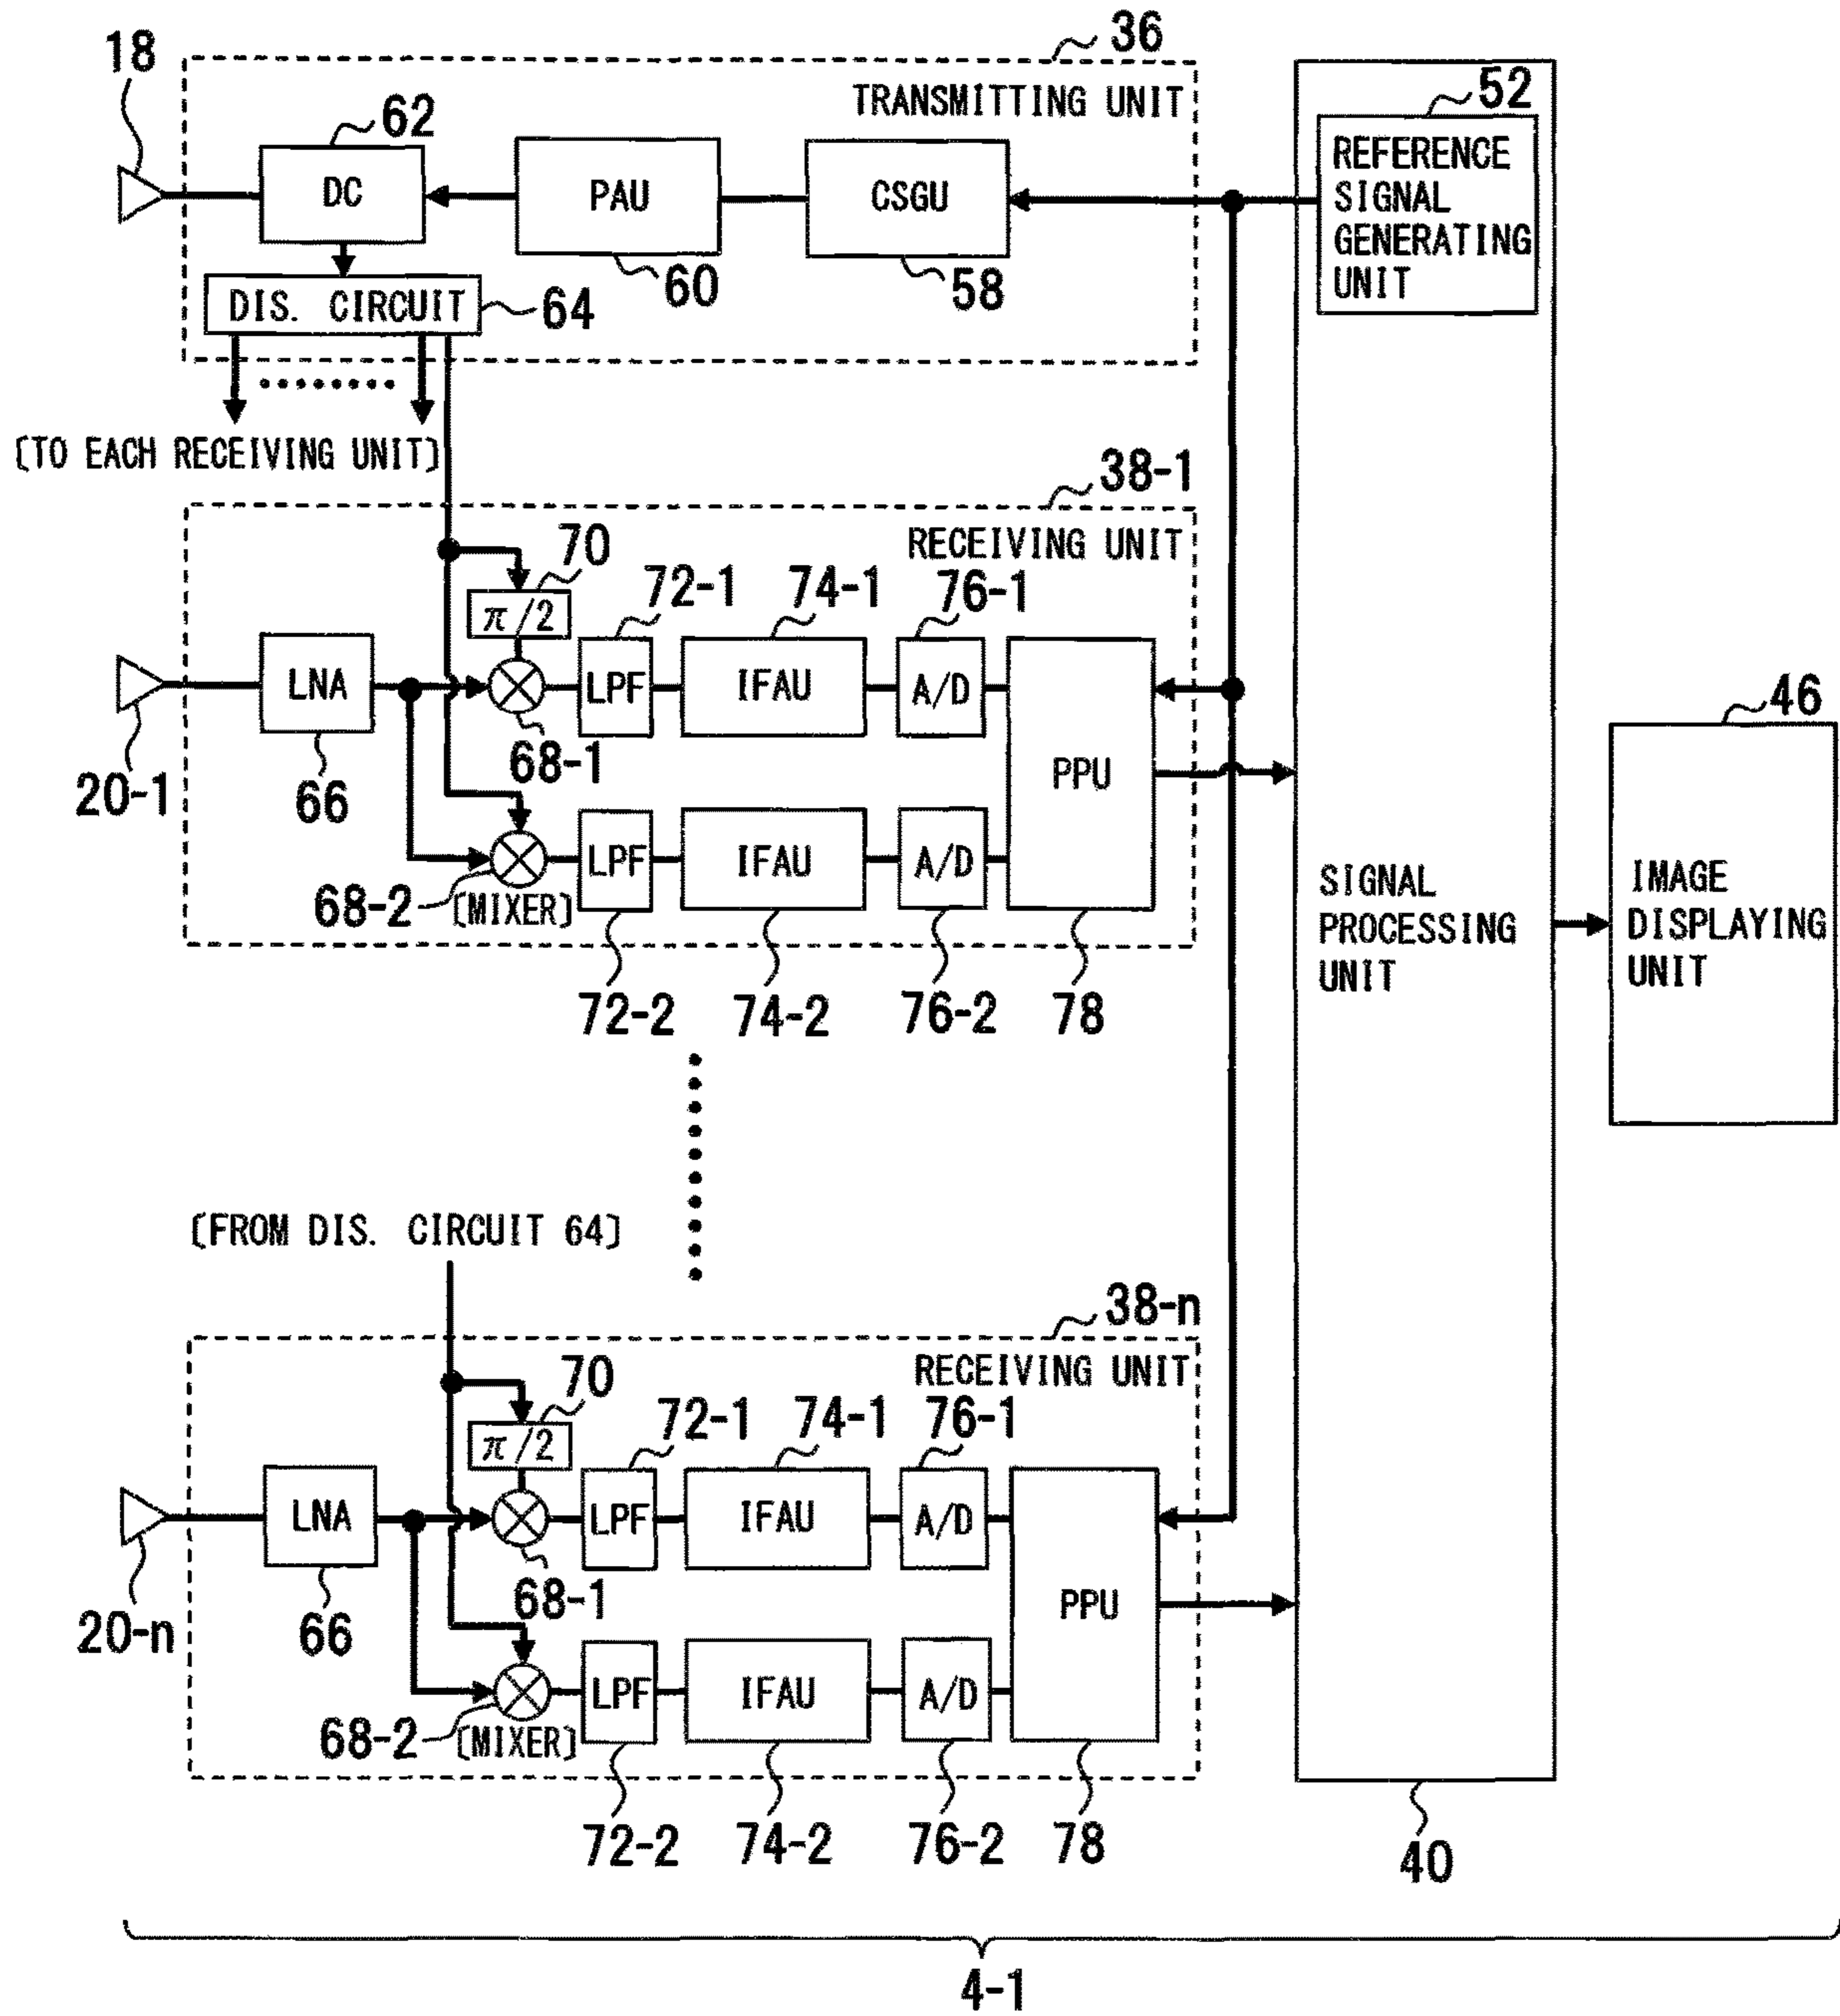 36
18
TRANSMITTING UNIT
52
62
DC
PAU
CSGU
REFERENCE
SIGNAL
GENERATING
UNIT
60
58
DIS. CIRCUIT
64
[TO EACH RECEIVING UNIT]
38-1
RECEIVING UNIT
70
72-1
74-1
76-1
π/2
LNA
LPF
IFAU
A/D
46
68-1
20-1
66
PPU
LPF
IFAU
A/D
68-2
[MIXER]
SIGNAL
PROCESSING
UNIT
IMAGE
DISPLAYING
UNIT
72-2
74-2
76-2
78
[FROM DIS. CIRCUIT 64]
38-n
RECEIVING UNIT
70
72-1
74-1
76-1
π/2
LNA
LPF
IFAU
A/D
68-1
20-n
66
PPU
LPF
IFAU
A/D
68-2
[MIXER]
72-2
74-2
76-2
78
40
4-1